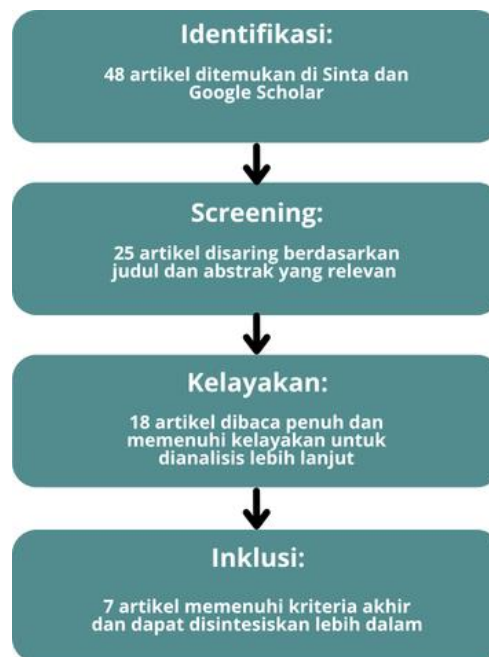 Identifikasi:
48 artikel ditemukan di Sinta dan
Google Scholar
Screening:
25 artikel disaring berdasarkan
judul dan abstrak yang relevan
Kelayakan:
18 artikel dibaca penuh dan
memenuhi kelayakan untuk
dianalisis lebih lanjut
Inklusi:
7 artikel memenuhi kriteria akhir
dan dapat disintesiskan lebih dalam